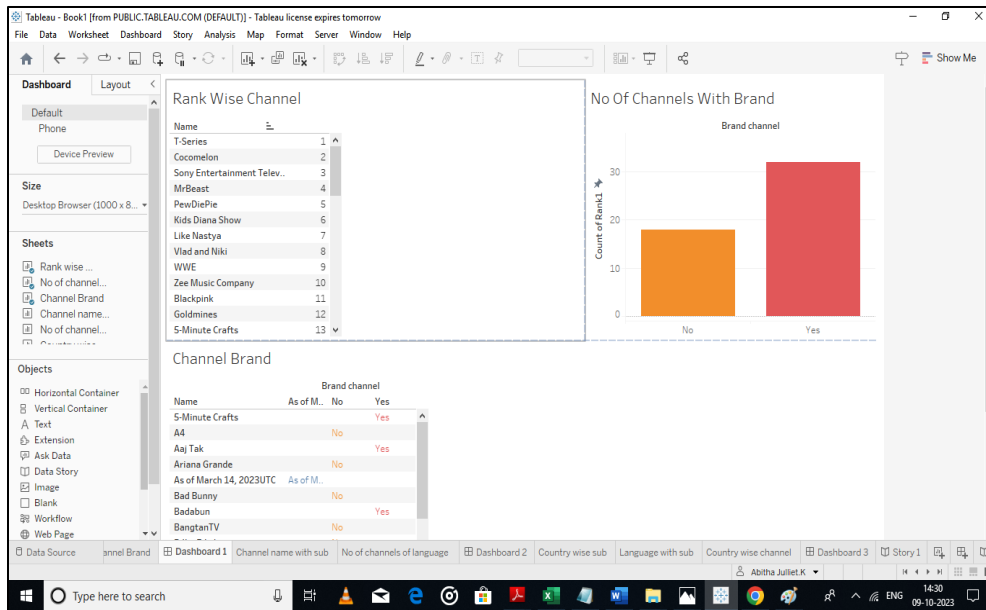 Tableau - Book1 [from PUBLIC.TABLEAU.COM (DEFAULT)] - Tableau license expires tomorrow
File Data Worksheet Dashboard Story Analysis Map Format Server Window Help
Show Me
Dashboard Layout
Default
Phone
Device Preview
Size
Desktop Browser (1000 x 8...
Sheets
Rank wise ...
No of channel...
Channel Brand
Channel name...
No of channel...
Objects
Horizontal Container
Vertical Container
Text
Extension
Ask Data
Data Story
Image
Blank
Workflow
Web Page
Rank Wise Channel
Name
T-Series 1
Cocomelon 2
Sony Entertainment Telev.. 3
MrBeast 4
PewDiePie 5
Kids Diana Show 6
Like Nastya 7
Vlad and Niki 8
WWE 9
Zee Music Company 10
Blackpink 11
Goldmines 12
5-Minute Crafts 13
No Of Channels With Brand
Brand channel
Count of Rank1
30
20
10
0
No Yes
Channel Brand
Brand channel
Name As of M.. No Yes
5-Minute Crafts Yes
A4 No
Aaj Tak Yes
Ariana Grande No
As of March 14, 2023UTC As of M..
Bad Bunny No
Badabun Yes
BangtanTV No
Data Source annel Brand Dashboard 1 Channel name with sub No of channels of language Dashboard 2 Country wise sub Language with sub Country wise channel Dashboard 3 Story 1
Abitha Julliet.K
Type here to search
ENG
14:30
09-10-2023